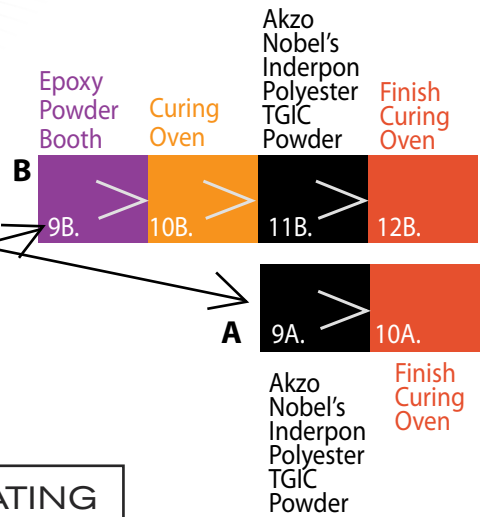 Epoxy
Powder
Booth
Curing
Oven
Akzo
Nobel's
Inderpon
Polyester
TGIC
Powder
Finish
Curing
Oven
B
9B. >
10B. >
11B. >
12B.
A
9A. >
10A.
Akzo
Nobel's
Inderpon
Polyester
TGIC
Powder
Finish
Curing
Oven
ATING